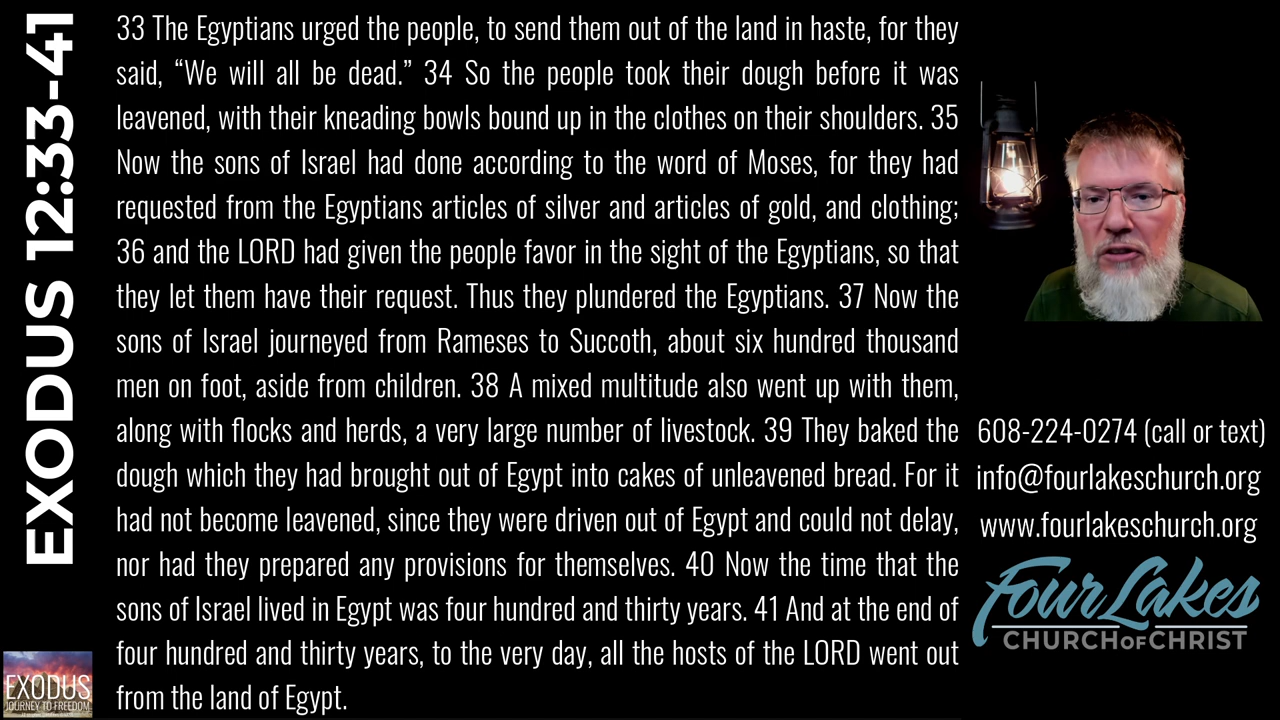 EXODUS 12:33-41
33 The Egyptians urged the people, to send them out of the land in haste, for they
said, “We will all be dead.” 34 So the people took their dough before it was
leavened, with their kneading bowls bound up in the clothes on their shoulders. 35
Now the sons of Israel had done according to the word of Moses, for they had
requested from the Egyptians articles of silver and articles of gold, and clothing;
36 and the LORD had given the people favor in the sight of the Egyptians, so that
they let them have their request. Thus they plundered the Egyptians. 37 Now the
sons of Israel journeyed from Rameses to Succoth, about six hundred thousand
men on foot, aside from children. 38 A mixed multitude also went up with them,
along with flocks and herds, a very large number of livestock. 39 They baked the
dough which they had brought out of Egypt into cakes of unleavened bread. For it
had not become leavened, since they were driven out of Egypt and could not delay,
nor had they prepared any provisions for themselves. 40 Now the time that the
sons of Israel lived in Egypt was four hundred and thirty years. 41 And at the end of
four hundred and thirty years, to the very day, all the hosts of the LORD went out
from the land of Egypt.
608-224-0274 (call or text)
info@fourlakeschurch.org
www.fourlakeschurch.org
Four Lakes
CHURCH OF CHRIST
EXODUS
JOURNEY TO FREEDOM